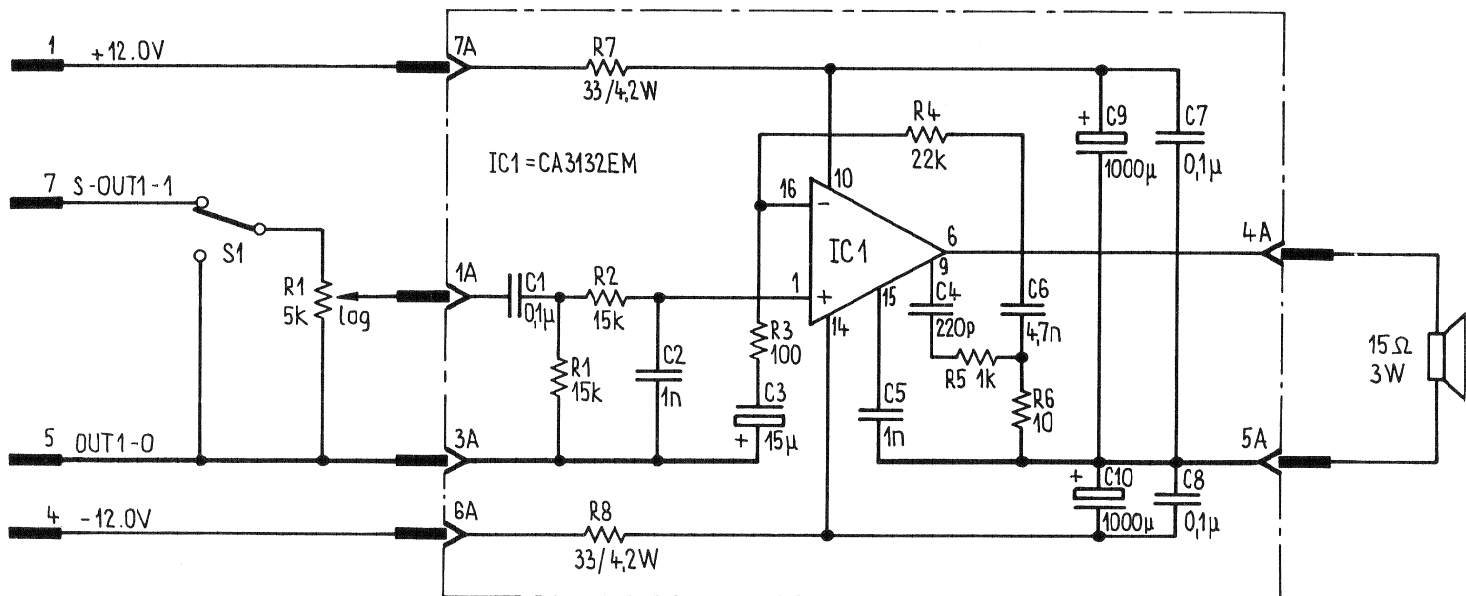 1 +12.0V
7A
R7
33/4,2W
IC1 = CA3132EM
R4
22k
+ C9
1000µ
C7
0,1µ
7 S-OUT1-1
S1
R1
5k
log
1A
C1
0,1µ
R2
15k
R1
15k
C2
1n
16
10
-
IC1
1
+
14
15
9
6
R3
100
C3
+ 15µ
C4
220p
C6
4,7n
R5 1k
C5
1n
R6
10
4A
15Ω
3W
5A
5 OUT1-0
3A
+ C10
1000µ
C8
0,1µ
4 -12.0V
6A
R8
33/4,2W